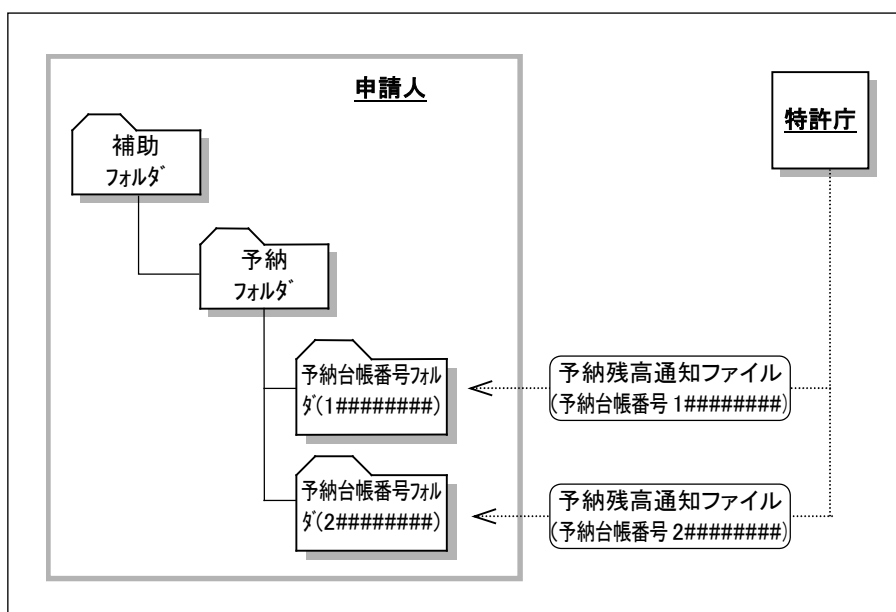 申請人
特許庁
補助
フォルダ
予納
フォルダ
予納台帳番号フォル
ダ(1########)
予納残高通知ファイル
(予納台帳番号 1########)
予納台帳番号フォル
ダ(2########)
予納残高通知ファイル
(予納台帳番号 2########)